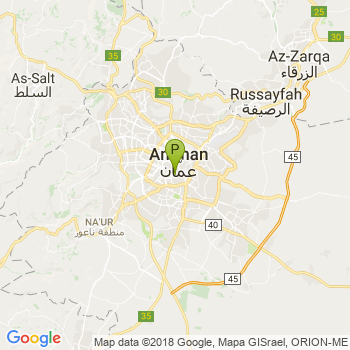 25
35
30
Az-Zarqa
الزرقاء
As-Salt
السلط
30
Russayfah
الرصيفة
P
Amman
عمان
45
NA'UR
منطقة ناعور
40
45
35
Google
Map data ©2018 Google, Mapa GISrael, ORION-ME